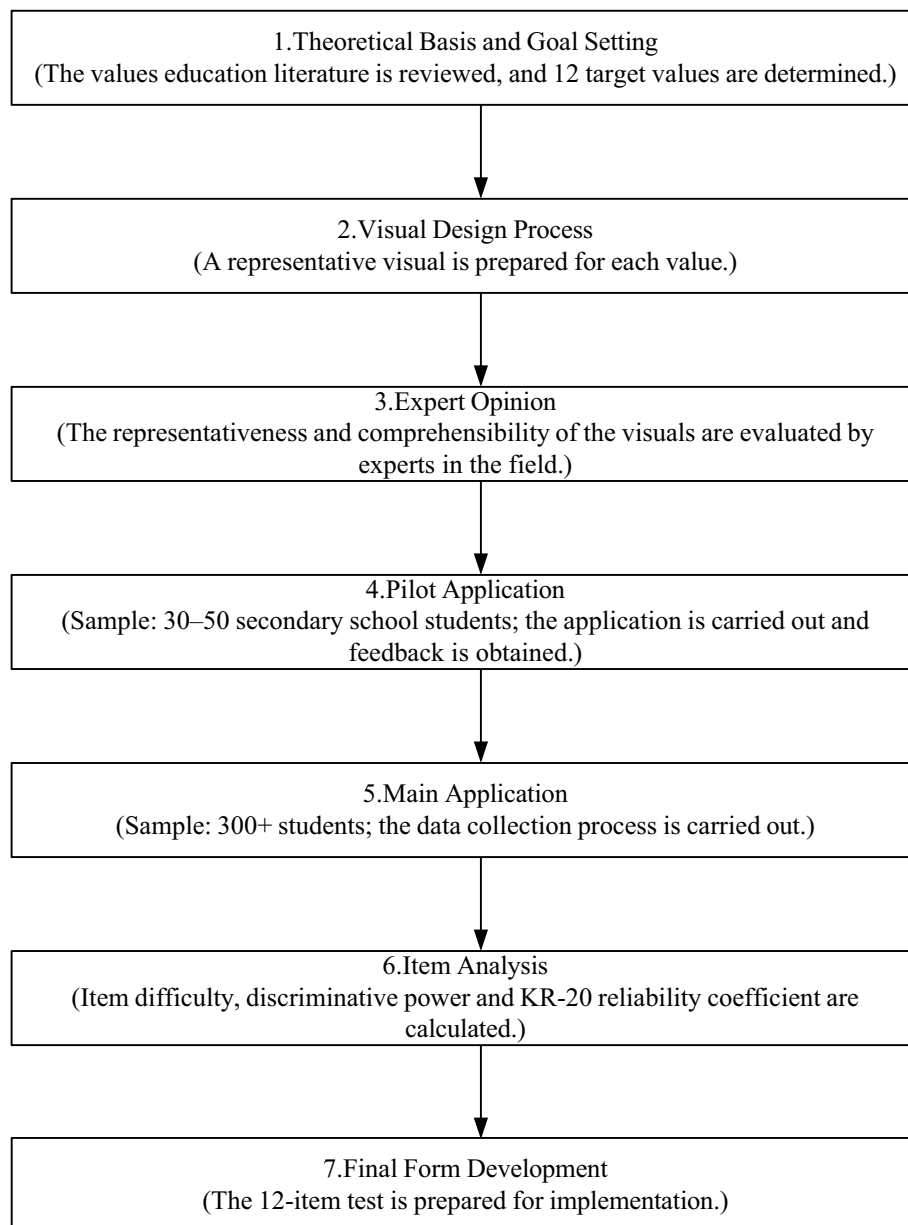 1.Theoretical Basis and Goal Setting
(The values education literature is reviewed, and 12 target values are determined.)
2.Visual Design Process
(A representative visual is prepared for each value.)
3.Expert Opinion
(The representativeness and comprehensibility of the visuals are evaluated by
experts in the field.)
4.Pilot Application
(Sample: 30–50 secondary school students; the application is carried out and
feedback is obtained.)
5.Main Application
(Sample: 300+ students; the data collection process is carried out.)
6.Item Analysis
(Item difficulty, discriminative power and KR-20 reliability coefficient are
calculated.)
7.Final Form Development
(The 12-item test is prepared for implementation.)